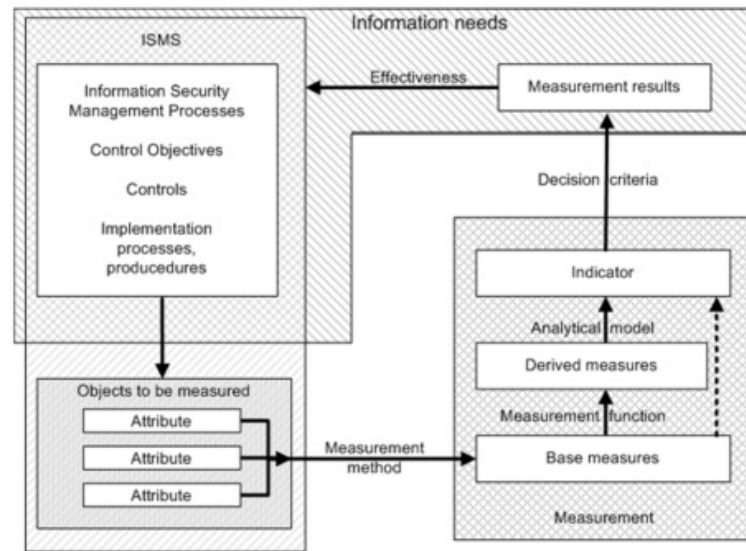 Information needs
ISMS
Information Security
Management Processes
Control Objectives
Controls
Implementation
processes,
producedures
Effectiveness
Measurement results
Decision criteria
Indicator
Analytical model
Derived measures
Measurement function
Base measures
Measurement
Objects to be measured
Attribute
Attribute
Attribute
Measurement
method